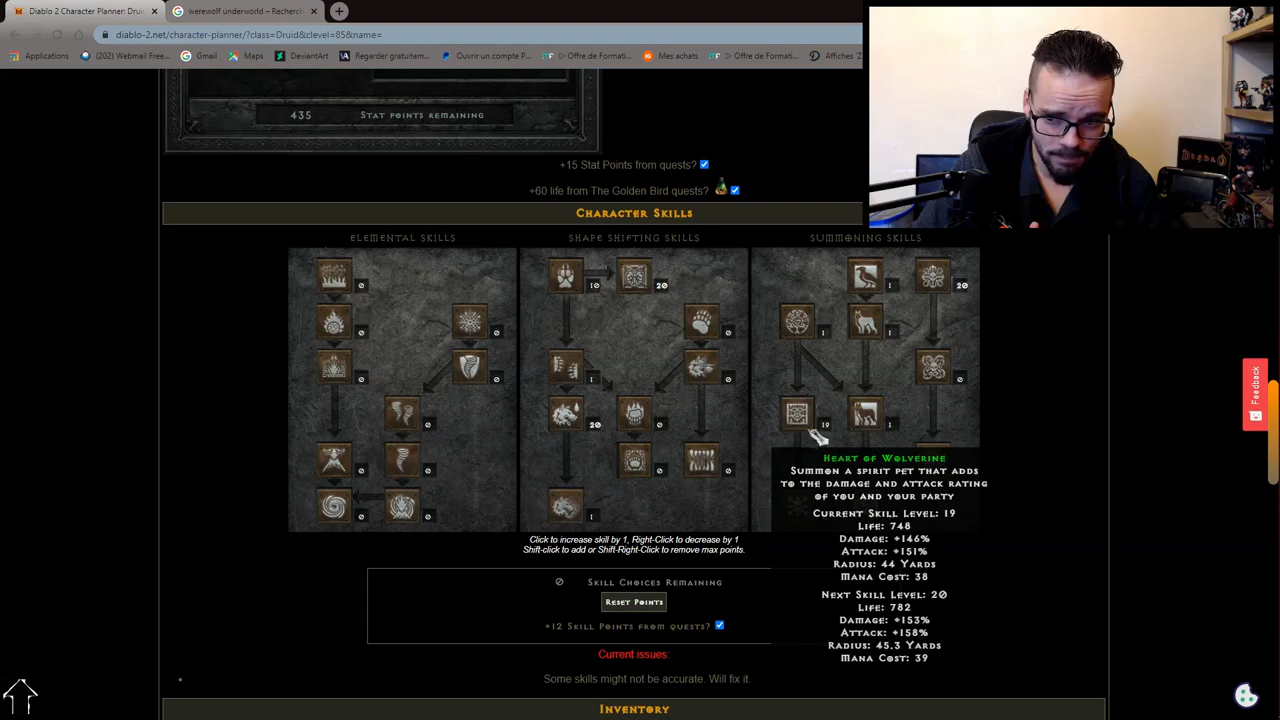 Diablo 2 Character Planner: Drui
werewolf underworld – Recherch
diablo-2.net/character-planner/?class=Druid&clevel=85&name=
Applications
(202) Webmail Free...
Gmail
Maps
DeviantArt
Regarder gratuitem...
Ouvrir un compte P...
▷ Offre de Formati...
Mes achats
▷ Offre de Formati...
Affiches 'Z
435 Stat points remaining
+15 Stat Points from quests?
+60 life from The Golden Bird quests?
Character Skills
Elemental Skills
Shape Shifting Skills
Summoning Skills
0 10 20 1 20
0 0 0 1 1
0 0 1 0 0
0 20 0 19 1
0 0 0 0
0 0 1
Heart of Wolverine
Summon a spirit pet that adds
to the damage and attack rating
of you and your party
Current Skill Level: 19
Life: 748
Damage: +146%
Attack: +151%
Radius: 44 Yards
Mana Cost: 38
Next Skill Level: 20
Life: 782
Damage: +153%
Attack: +158%
Radius: 45.3 Yards
Mana Cost: 39
Click to increase skill by 1, Right-Click to decrease by 1
Shift-click to add or Shift-Right-Click to remove max points.
0 Skill Choices Remaining
Reset Points
+12 Skill Points from quests?
Current issues:
Some skills might not be accurate. Will fix it.
Inventory
Feedback
Diablo